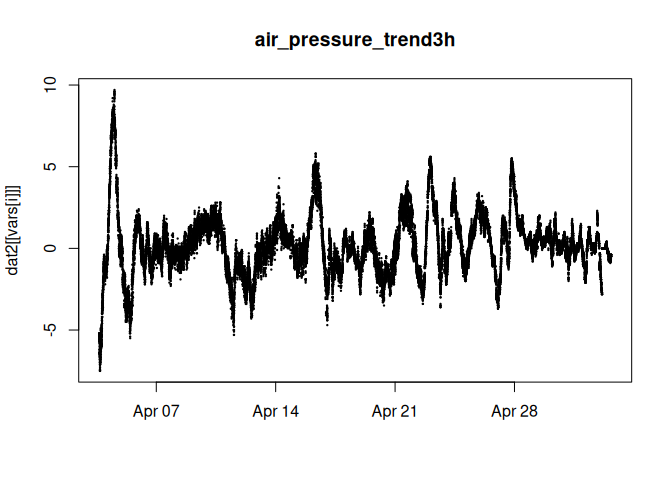 air_pressure_trend3h
dat2[[vars[i]]]
10
5
0
-5
Apr 07
Apr 14
Apr 21
Apr 28